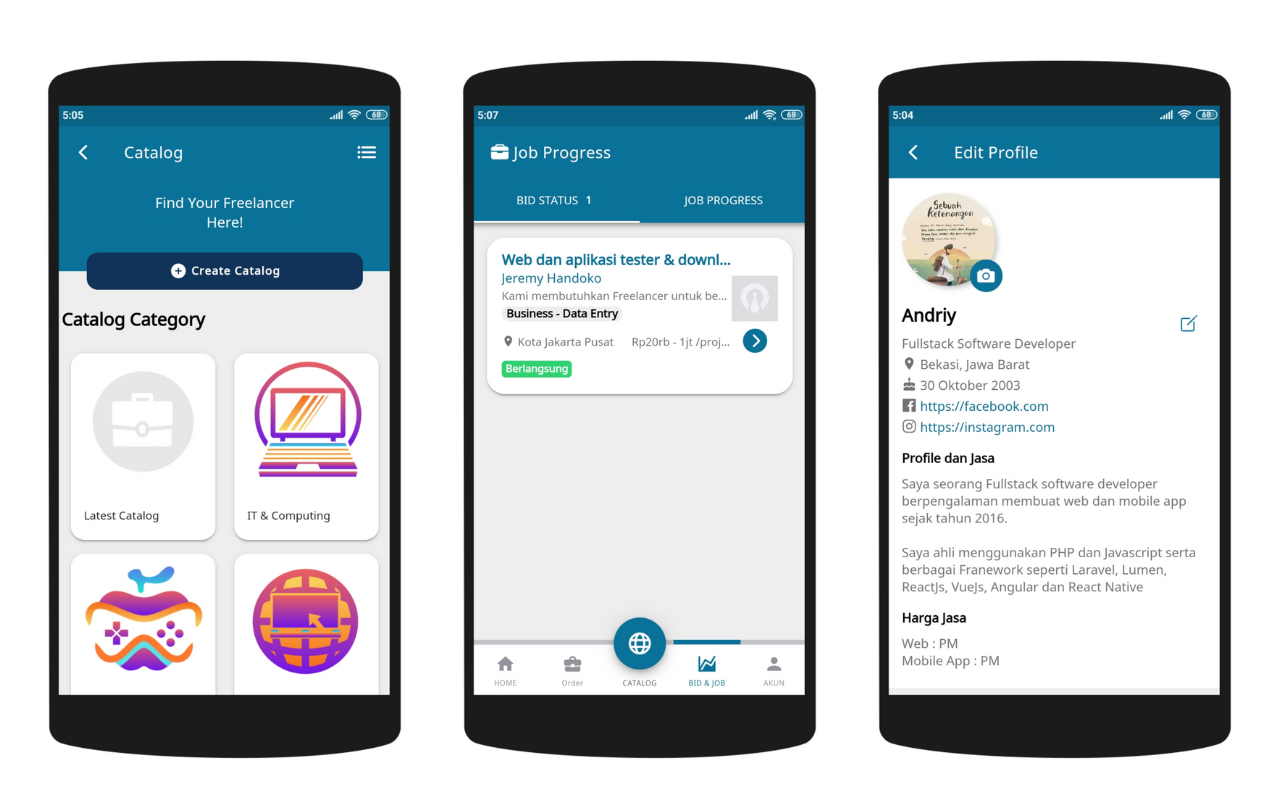 5:05
68
Catalog
Find Your Freelancer
Here!
Create Catalog
Catalog Category
Latest Catalog
IT & Computing
5:07
68
Job Progress
BID STATUS 1
JOB PROGRESS
Web dan aplikasi tester & downl...
Jeremy Handoko
Kami membutuhkan Freelancer untuk be...
Business - Data Entry
Kota Jakarta Pusat
Rp20rb - 1jt /proj...
Berlangsung
HOME
Order
CATALOG
BID & JOB
AKUN
5:04
68
Edit Profile
Sebuah
Ketenangan
Andriy
Fullstack Software Developer
Bekasi, Jawa Barat
30 Oktober 2003
https://facebook.com
https://instagram.com
Profile dan Jasa
Saya seorang Fullstack software developer
berpengalaman membuat web dan mobile app
sejak tahun 2016.
Saya ahli menggunakan PHP dan Javascript serta
berbagai Franework seperti Laravel, Lumen,
ReactJs, VueJs, Angular dan React Native
Harga Jasa
Web : PM
Mobile App : PM